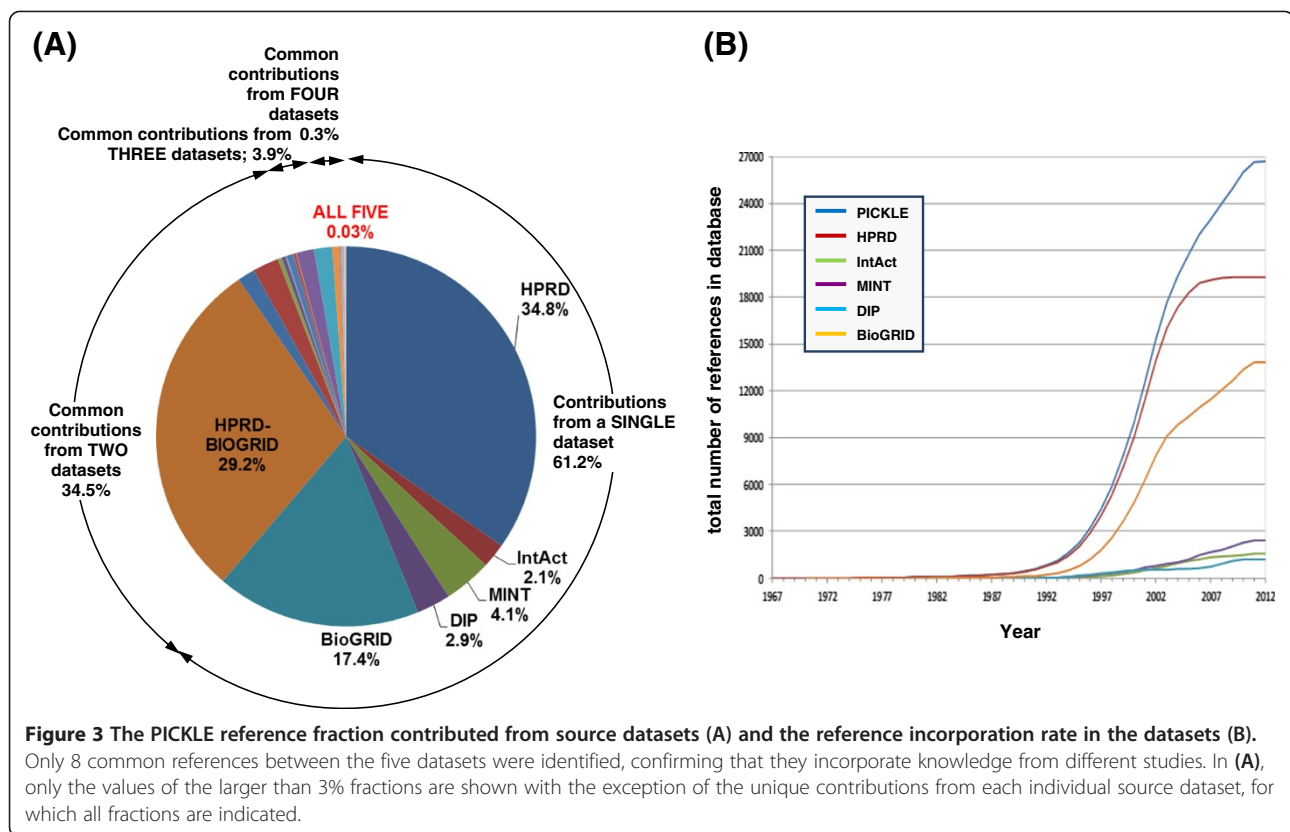 (A)
Common
contributions
from FOUR
datasets
0.3%
Common contributions from
THREE datasets; 3.9%
ALL FIVE
0.03%
HPRD
34.8%
Contributions
from a SINGLE
dataset
61.2%
IntAct
2.1%
MINT
4.1%
DIP
2.9%
BioGRID
17.4%
HPRD-
BIOGRID
29.2%
Common
contributions
from TWO
datasets
34.5%
(B)
total number of references in database
27000
24000
21000
18000
15000
12000
9000
6000
3000
0
PICKLE
HPRD
IntAct
MINT
DIP
BioGRID
1967 1972 1977 1982 1987 1992 1997 2002 2007 2012
Year
Figure 3 The PICKLE reference fraction contributed from source datasets (A) and the reference incorporation rate in the datasets (B).
Only 8 common references between the five datasets were identified, confirming that they incorporate knowledge from different studies. In (A),
only the values of the larger than 3% fractions are shown with the exception of the unique contributions from each individual source dataset, for
which all fractions are indicated.